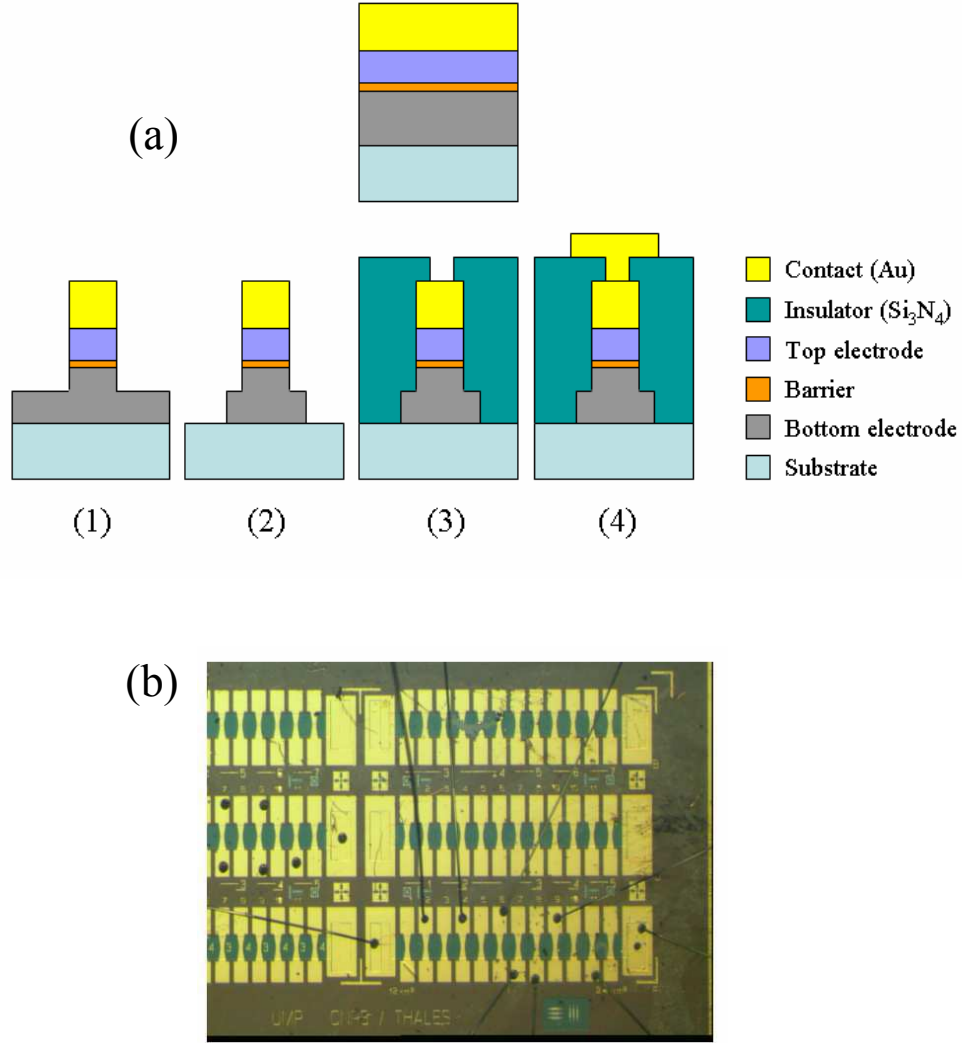 (a)
Contact (Au)
Insulator (Si₃N₄)
Top electrode
Barrier
Bottom electrode
Substrate
(1) (2) (3) (4)
(b)
UMP CNRS / THALES